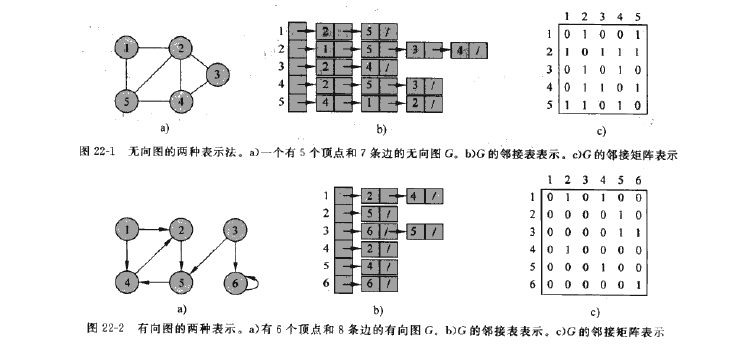 1 2 3 4 5
1 2 5 /
2 1 5 3 4 /
3 2 4 /
4 2 5 3 /
5 4 1 2 /
1 0 1 0 0 1
2 1 0 1 1 1
3 0 1 0 1 0
4 0 1 1 0 1
5 1 1 0 1 0
1 2
3
5 4
a) b) c)
图 22-1 无向图的两种表示法。a)一个有 5 个顶点和 7 条边的无向图 G。b)G 的邻接表表示。c)G 的邻接矩阵表示
1 2 3 4 5 6
1 2 4 /
2 5 /
3 6 / 5 /
4 2 /
5 4 /
6 6 /
1 0 1 0 1 0 0
2 0 0 0 0 1 0
3 0 0 0 0 1 1
4 0 1 0 0 0 0
5 0 0 0 1 0 0
6 0 0 0 0 0 1
1 2 3
4 5 6
a) b) c)
图 22-2 有向图的两种表示。a)有 6 个顶点和 8 条边的有向图 G。b)G 的邻接表表示。c)G 的邻接矩阵表示